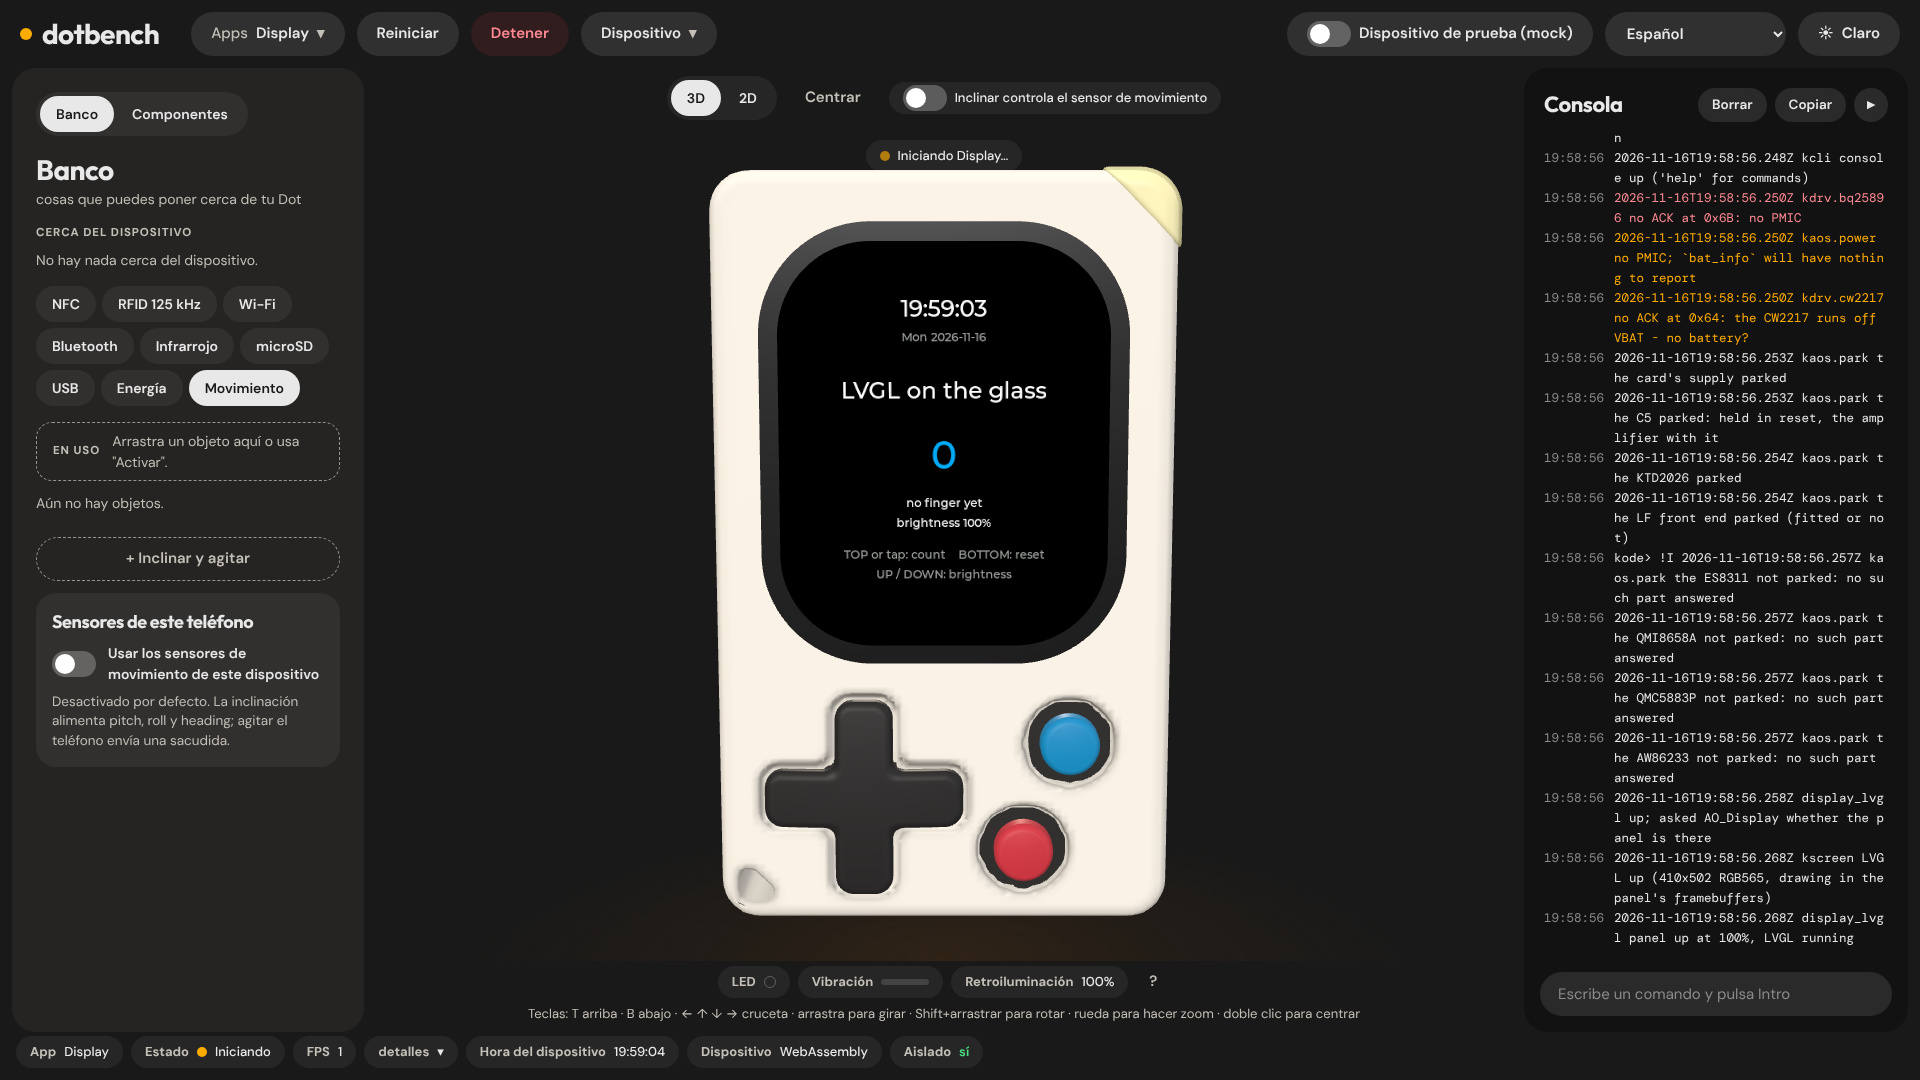 dotbench
Apps Display ▾
Reiniciar
Detener
Dispositivo ▾
Dispositivo de prueba (mock)
Español
☀ Claro
Banco
Componentes
Banco
cosas que puedes poner cerca de tu Dot
CERCA DEL DISPOSITIVO
No hay nada cerca del dispositivo.
NFC
RFID 125 kHz
Wi-Fi
Bluetooth
Infrarrojo
microSD
USB
Energía
Movimiento
EN USO
Arrastra un objeto aquí o usa
"Activar".
Aún no hay objetos.
+ Inclinar y agitar
Sensores de este teléfono
Usar los sensores de
movimiento de este dispositivo
Desactivado por defecto. La inclinación
alimenta pitch, roll y heading; agitar el
teléfono envía una sacudida.
3D
2D
Centrar
Inclinar controla el sensor de movimiento
Iniciando Display...
19:59:03
Mon 2026-11-16
LVGL on the glass
0
no finger yet
brightness 100%
TOP or tap: count BOTTOM: reset
UP / DOWN: brightness
LED
Vibración
Retroiluminación 100%
?
Teclas: T arriba · B abajo · ← ↑ ↓ → cruceta · arrastra para girar · Shift+arrastrar para rotar · rueda para hacer zoom · doble clic para centrar
Consola
Borrar
Copiar
▶
n
19:58:56 2026-11-16T19:58:56.248Z kcli consol
e up ('help' for commands)
19:58:56 2026-11-16T19:58:56.250Z kdrv.bq2589
6 no ACK at 0x6B: no PMIC
19:58:56 2026-11-16T19:58:56.250Z kaos.power
no PMIC; `bat_info` will have nothin
g to report
19:58:56 2026-11-16T19:58:56.250Z kdrv.cw2217
no ACK at 0x64: the CW2217 runs off
VBAT - no battery?
19:58:56 2026-11-16T19:58:56.253Z kaos.park t
he card's supply parked
19:58:56 2026-11-16T19:58:56.253Z kaos.park t
he C5 parked: held in reset, the amp
lifier with it
19:58:56 2026-11-16T19:58:56.254Z kaos.park t
he KTD2026 parked
19:58:56 2026-11-16T19:58:56.254Z kaos.park t
he LF front end parked (fitted or no
t)
19:58:56 kode> !I 2026-11-16T19:58:56.257Z ka
os.park the ES8311 not parked: no su
ch part answered
19:58:56 2026-11-16T19:58:56.257Z kaos.park t
he QMI8658A not parked: no such part
answered
19:58:56 2026-11-16T19:58:56.257Z kaos.park t
he QMC5883P not parked: no such part
answered
19:58:56 2026-11-16T19:58:56.257Z kaos.park t
he AW86233 not parked: no such part
answered
19:58:56 2026-11-16T19:58:56.258Z display_lvg
l up; asked AO_Display whether the p
anel is there
19:58:56 2026-11-16T19:58:56.268Z kscreen LVG
L up (410x502 RGB565, drawing in the
panel's framebuffers)
19:58:56 2026-11-16T19:58:56.268Z display_lvg
l panel up at 100%, LVGL running
Escribe un comando y pulsa Intro
App Display
Estado Iniciando
FPS 1
detalles ▾
Hora del dispositivo 19:59:04
Dispositivo WebAssembly
Aislado sí